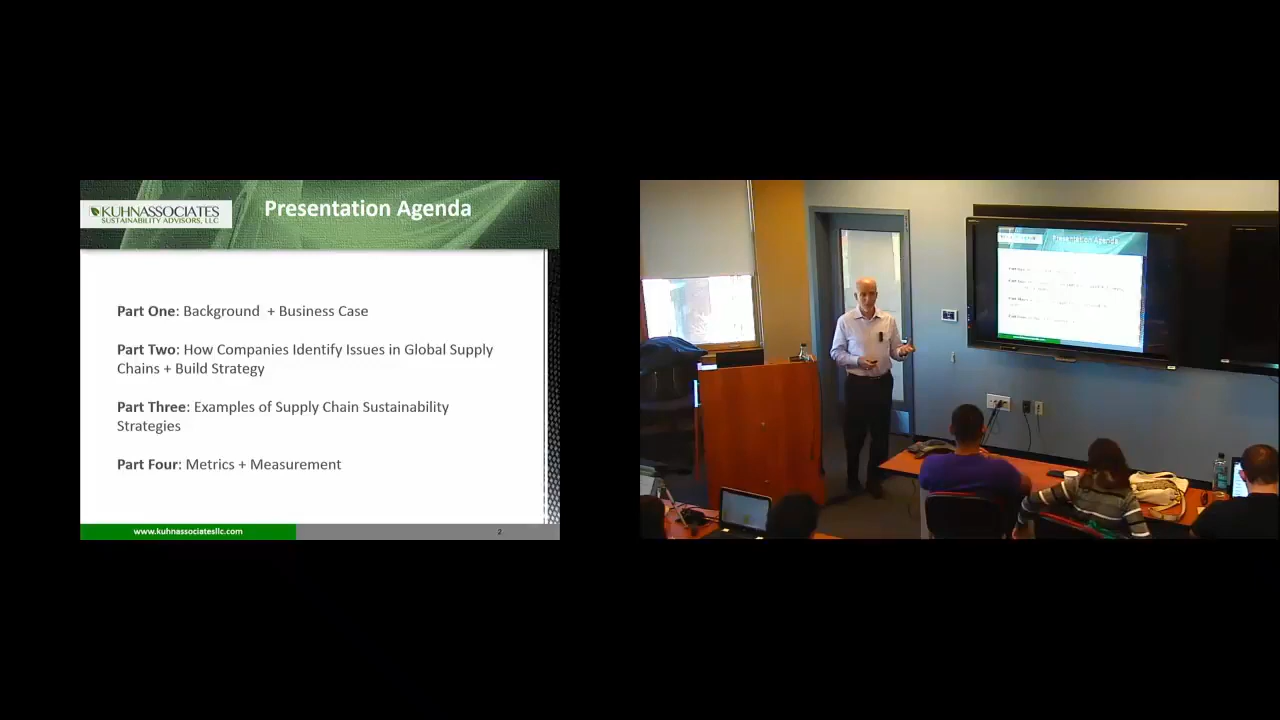 KUHNASSOCIATES
SUSTAINABILITY ADVISORS, LLC
Presentation Agenda
Part One: Background + Business Case
Part Two: How Companies Identify Issues in Global Supply
Chains + Build Strategy
Part Three: Examples of Supply Chain Sustainability
Strategies
Part Four: Metrics + Measurement
www.kuhnassociatesllc.com
2
Presentation Agenda